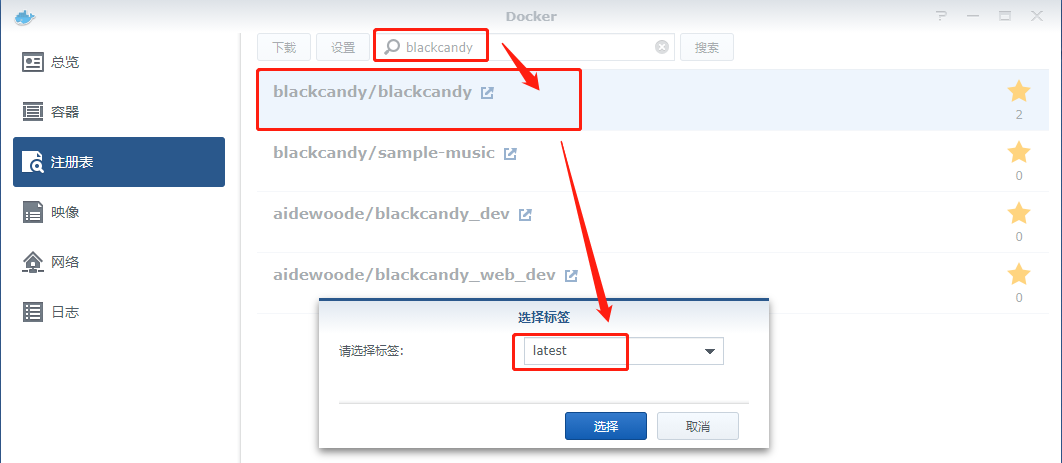 Docker
总览
容器
注册表
映像
网络
日志
下载 设置 blackcandy 搜索
blackcandy/blackcandy
2
blackcandy/sample-music
0
aidewoode/blackcandy_dev
0
aidewoode/blackcandy_web_dev
0
选择标签
请选择标签:
latest
选择 取消